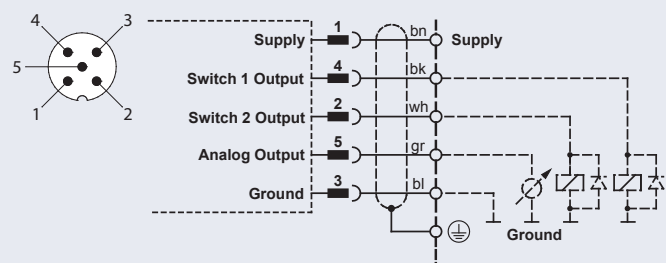 4 3
5
1 2
Supply 1 bn Supply
Switch 1 Output 4 bk
Switch 2 Output 2 wh
Analog Output 5 gr
Ground 3 bl
Ground